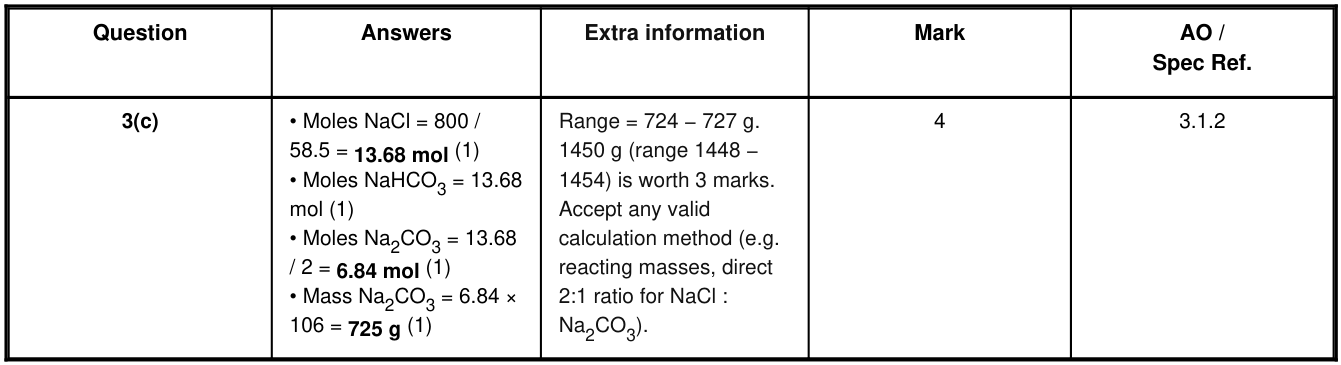 Question Answers Extra information Mark AO /
Spec Ref.
3(c)
• Moles NaCl = 800 /
58.5 = 13.68 mol (1)
• Moles NaHCO₃ = 13.68
mol (1)
• Moles Na₂CO₃ = 13.68
/ 2 = 6.84 mol (1)
• Mass Na₂CO₃ = 6.84 ×
106 = 725 g (1)
Range = 724 – 727 g.
1450 g (range 1448 –
1454) is worth 3 marks.
Accept any valid
calculation method (e.g.
reacting masses, direct
2:1 ratio for NaCl :
Na₂CO₃).
4
3.1.2